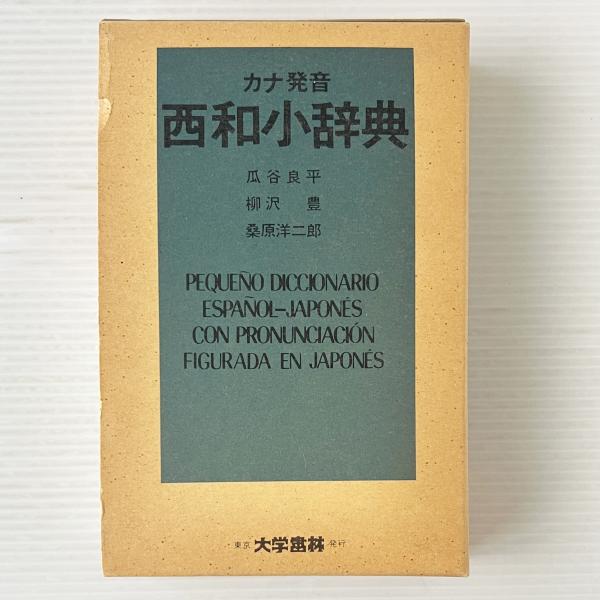 カナ発音
西和小辞典
瓜谷良平
柳沢　豊
桑原洋二郎
PEQUEÑO DICCIONARIO
ESPAÑOL-JAPONÉS
CON PRONUNCIACIÓN
FIGURADA EN JAPONÉS
東京 大学書林 発行